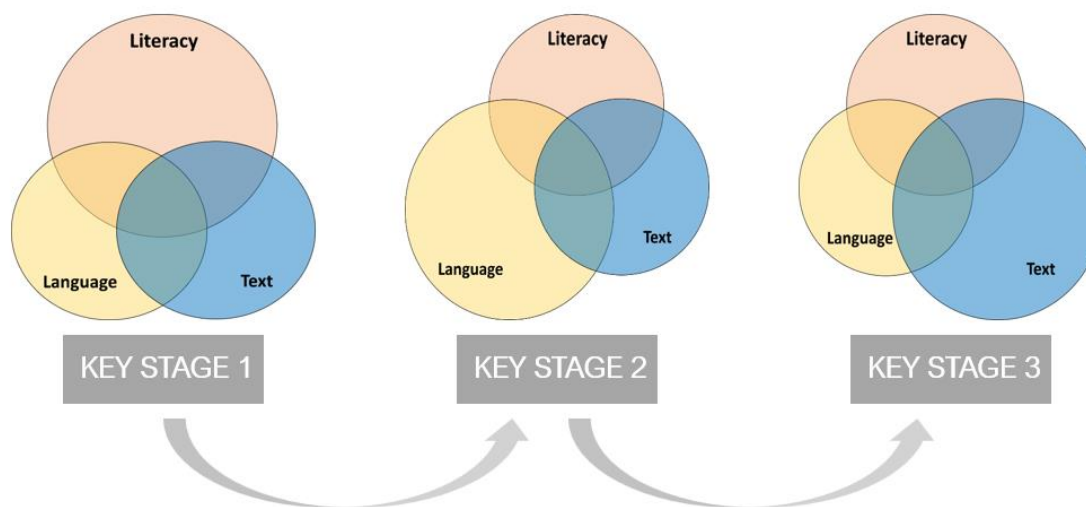 Literacy
Language
Text
KEY STAGE 1
Literacy
Language
Text
KEY STAGE 2
Literacy
Language
Text
KEY STAGE 3